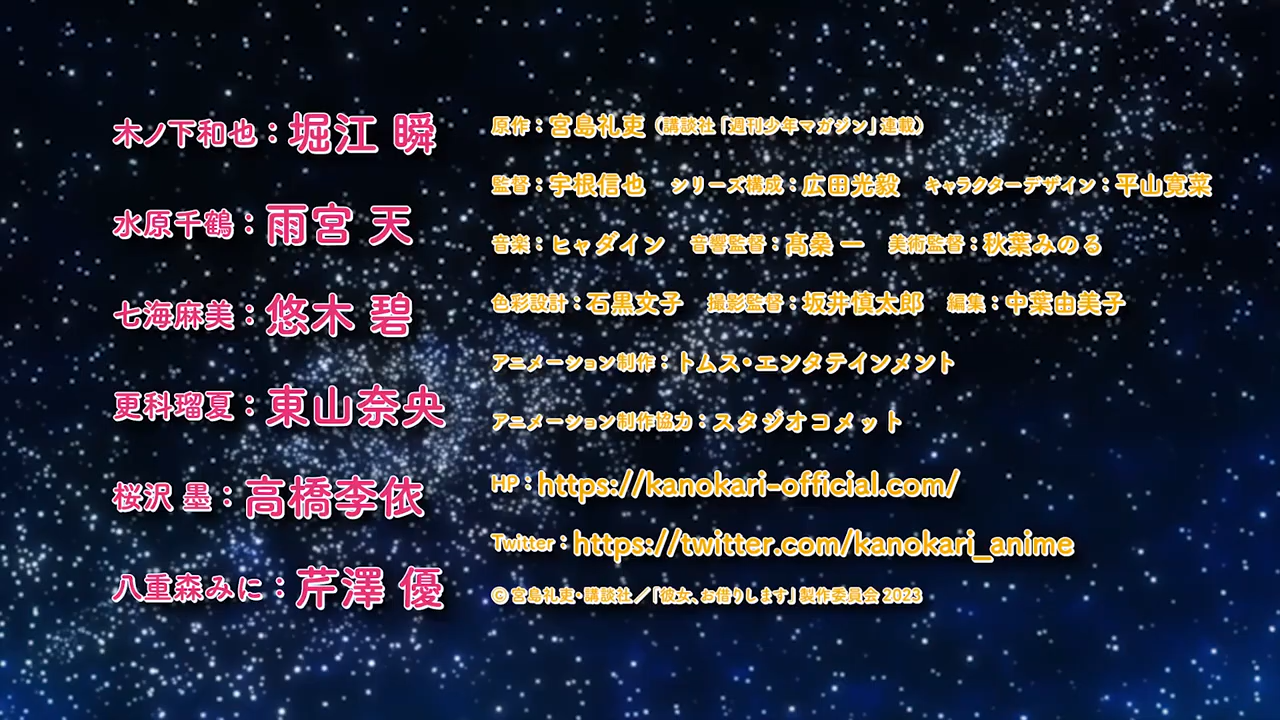 木ノ下和也：堀江 瞬
水原千鶴：雨宮 天
七海麻美：悠木 碧
更科瑠夏：東山奈央
桜沢 墨：高橋李依
八重森みに：芹澤 優
原作：宮島礼吏（講談社「週刊少年マガジン」連載）
監督：宇根信也　シリーズ構成：広田光毅　キャラクターデザイン：平山寛菜
音楽：ヒャダイン　音響監督：髙桑 一　美術監督：秋葉みのる
色彩設計：石黒文子　撮影監督：坂井慎太郎　編集：中葉由美子
アニメーション制作：トムス・エンタテインメント
アニメーション制作協力：スタジオコメット
HP：https://kanokari-official.com/
Twitter：https://twitter.com/kanokari_anime
© 宮島礼吏・講談社／「彼女、お借りします」製作委員会 2023